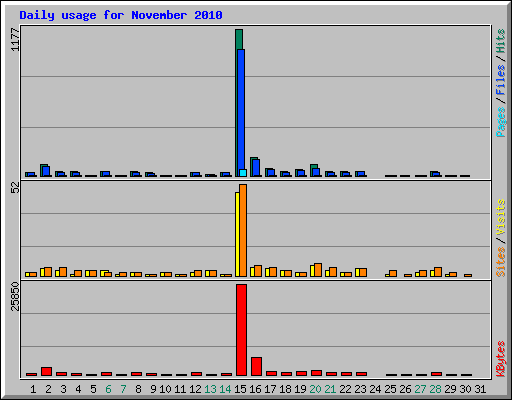 Daily usage for November 2010
1177
Pages/Files/Hits
52
Sites/Visits
25850
KBytes
1 2 3 4 5 6 7 8 9 10 11 12 13 14 15 16 17 18 19 20 21 22 23 24 25 26 27 28 29 30 31